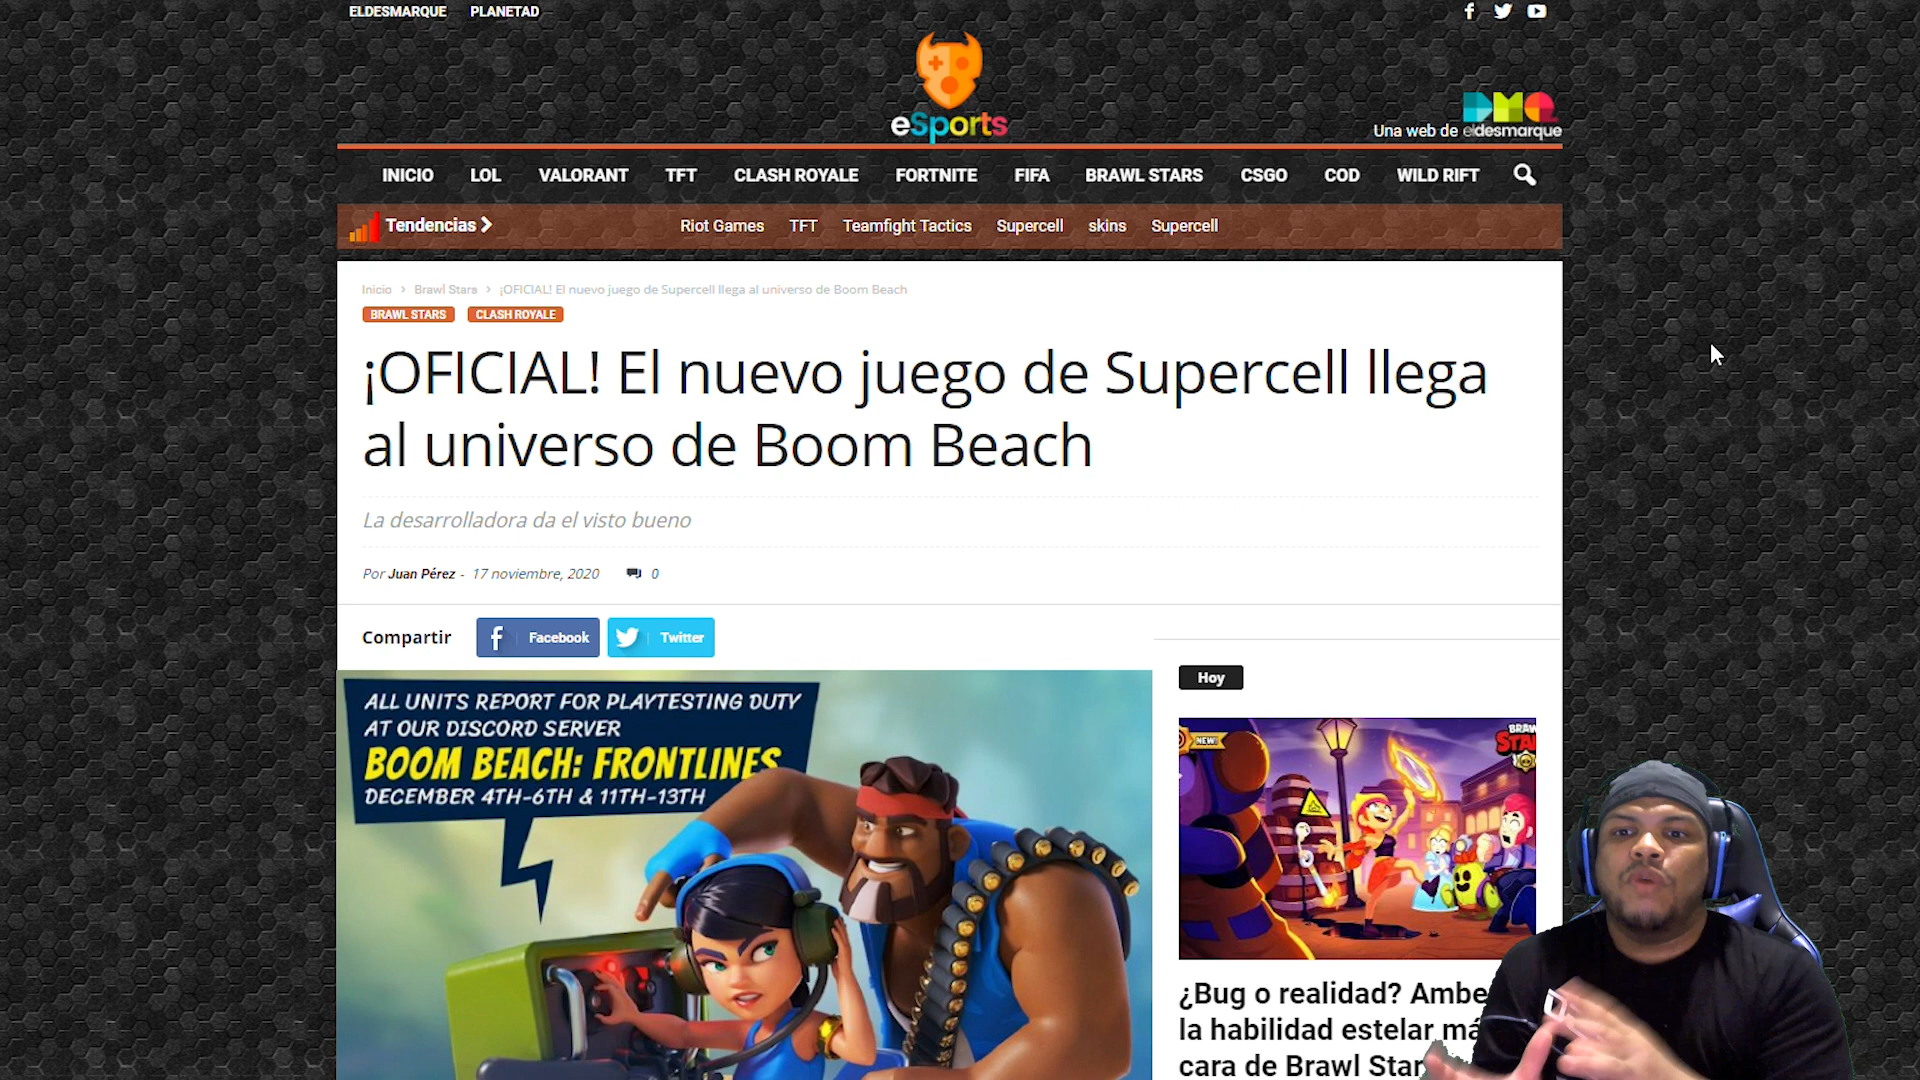 ELDESMARQUE PLANETAD
eSports
DMQ
Una web de eldesmarque
INICIO LOL VALORANT TFT CLASH ROYALE FORTNITE FIFA BRAWL STARS CSGO COD WILD RIFT
Tendencias Riot Games TFT Teamfight Tactics Supercell skins Supercell
Inicio › Brawl Stars › ¡OFICIAL! El nuevo juego de Supercell llega al universo de Boom Beach
BRAWL STARS CLASH ROYALE
¡OFICIAL! El nuevo juego de Supercell llega
al universo de Boom Beach
La desarrolladora da el visto bueno
Por Juan Pérez - 17 noviembre, 2020 0
Compartir Facebook Twitter
ALL UNITS REPORT FOR PLAYTESTING DUTY
AT OUR DISCORD SERVER
BOOM BEACH: FRONTLINES
DECEMBER 4TH-6TH & 11TH-13TH
Hoy
NEW!
¿Bug o realidad? Ambe
la habilidad estelar má
cara de Brawl Star